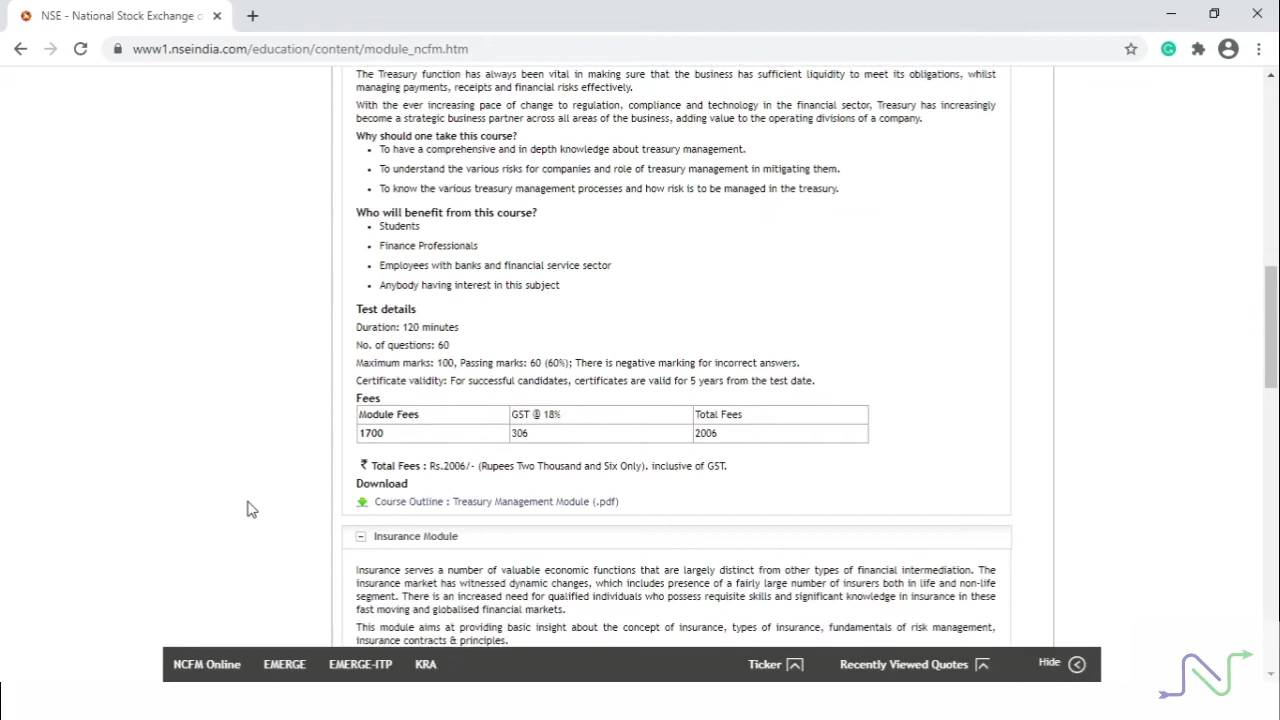 NSE - National Stock Exchange o
www1.nseindia.com/education/content/module_ncfm.htm
The Treasury function has always been vital in making sure that the business has sufficient liquidity to meet its obligations, whilst
managing payments, receipts and financial risks effectively.
With the ever increasing pace of change to regulation, compliance and technology in the financial sector, Treasury has increasingly
become a strategic business partner across all areas of the business, adding value to the operating divisions of a company.
Why should one take this course?
• To have a comprehensive and in depth knowledge about treasury management.
• To understand the various risks for companies and role of treasury management in mitigating them.
• To know the various treasury management processes and how risk is to be managed in the treasury.
Who will benefit from this course?
• Students
• Finance Professionals
• Employees with banks and financial service sector
• Anybody having interest in this subject
Test details
Duration: 120 minutes
No. of questions: 60
Maximum marks: 100, Passing marks: 60 (60%); There is negative marking for incorrect answers.
Certificate validity: For successful candidates, certificates are valid for 5 years from the test date.
Fees
Module Fees GST @ 18% Total Fees
1700 306 2006
₹ Total Fees : Rs.2006/- (Rupees Two Thousand and Six Only). inclusive of GST.
Download
Course Outline : Treasury Management Module (.pdf)
Insurance Module
Insurance serves a number of valuable economic functions that are largely distinct from other types of financial intermediation. The
insurance market has witnessed dynamic changes, which includes presence of a fairly large number of insurers both in life and non-life
segment. There is an increased need for qualified individuals who possess requisite skills and significant knowledge in insurance in these
fast moving and globalised financial markets.
This module aims at providing basic insight about the concept of insurance, types of insurance, fundamentals of risk management,
insurance contracts & principles.
NCFM Online EMERGE EMERGE-ITP KRA Ticker Recently Viewed Quotes Hide